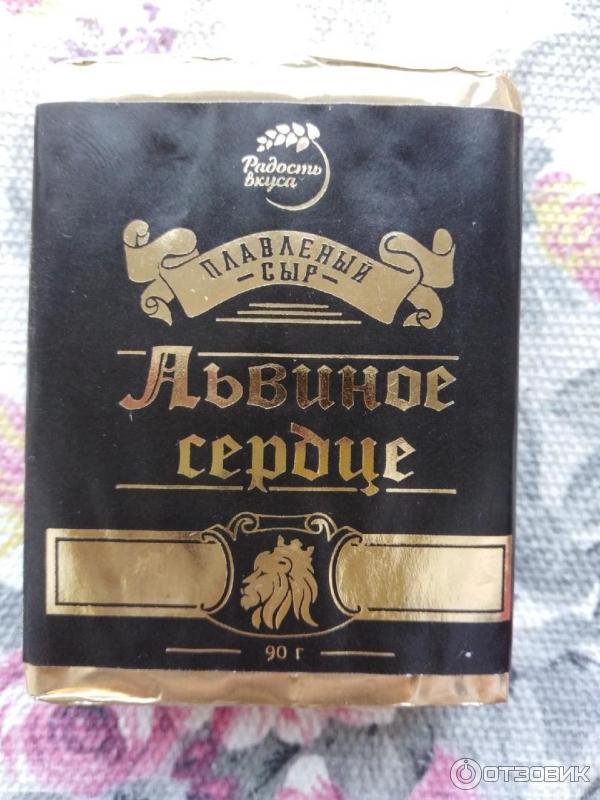 Радость
вкуса
ПЛАВЛЕНЫЙ
СЫР
Львиное
сердце
90 г
ОТЗОВИК